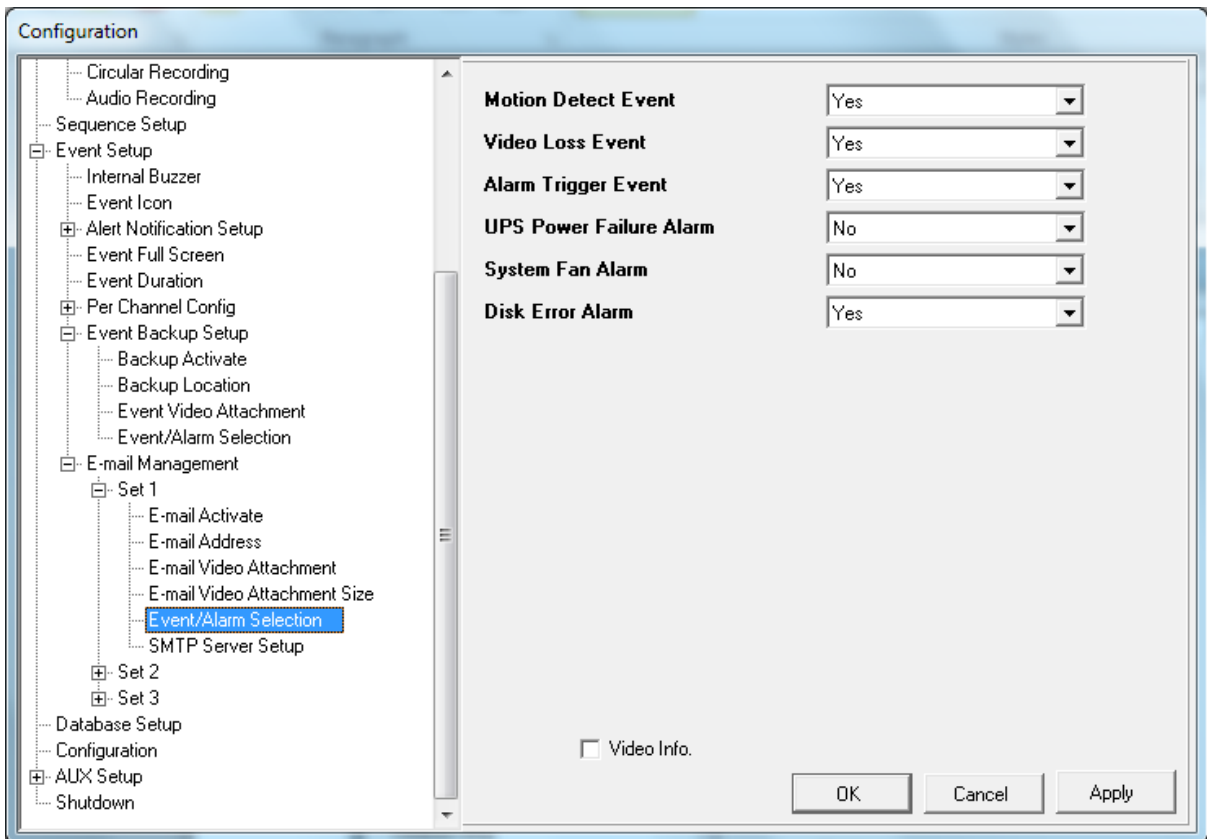 Configuration
Circular Recording
Audio Recording
Sequence Setup
Event Setup
Internal Buzzer
Event Icon
Alert Notification Setup
Event Full Screen
Event Duration
Per Channel Config
Event Backup Setup
Backup Activate
Backup Location
Event Video Attachment
Event/Alarm Selection
E-mail Management
Set 1
E-mail Activate
E-mail Address
E-mail Video Attachment
E-mail Video Attachment Size
Event/Alarm Selection
SMTP Server Setup
Set 2
Set 3
Database Setup
Configuration
AUX Setup
Shutdown
Motion Detect Event Yes
Video Loss Event Yes
Alarm Trigger Event Yes
UPS Power Failure Alarm No
System Fan Alarm No
Disk Error Alarm Yes
Video Info.
OK Cancel Apply